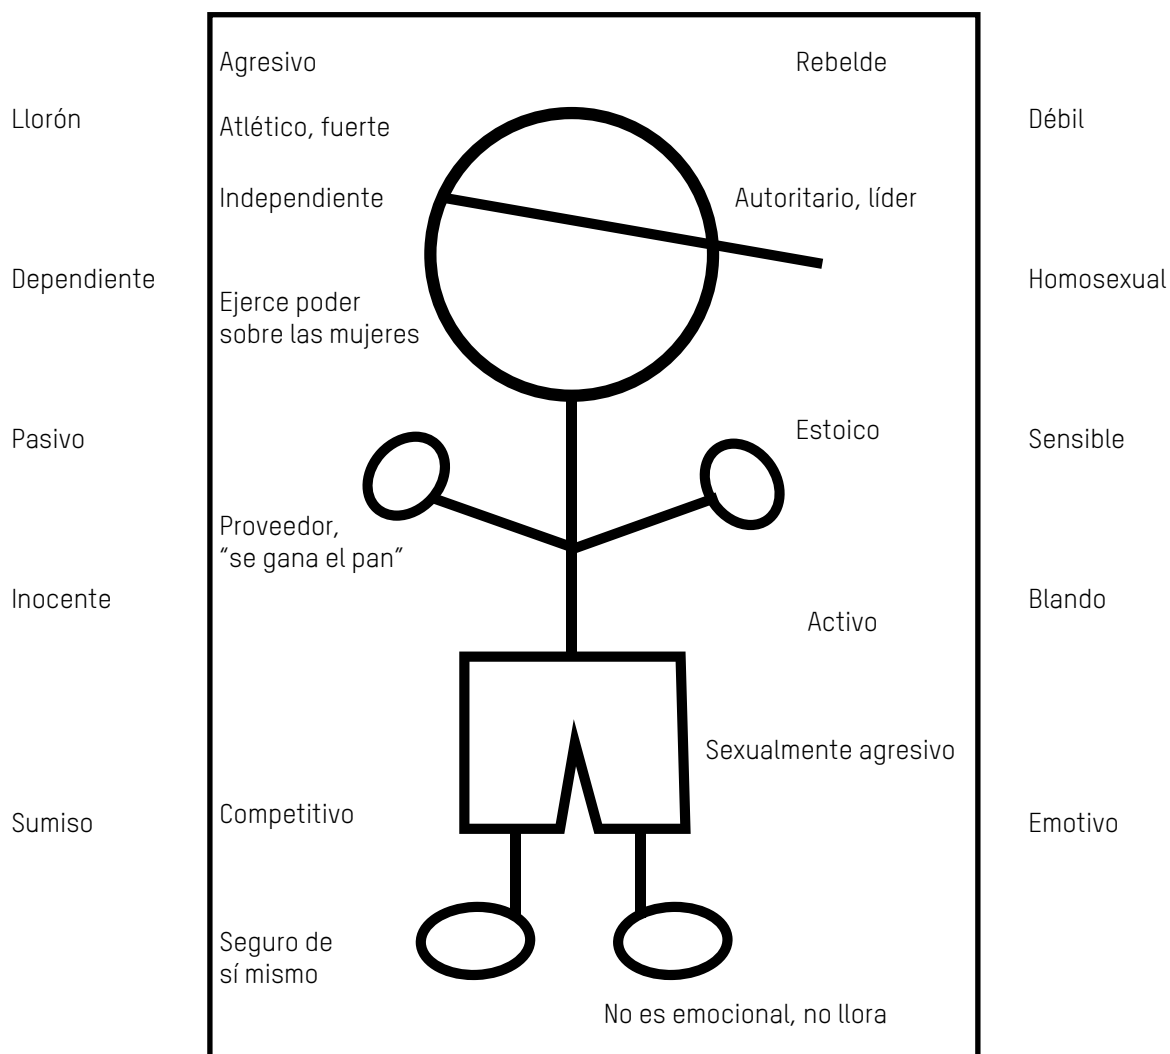 Agresivo
Rebelde
Llorón
Atlético, fuerte
Débil
Independiente
Autoritario, líder
Dependiente
Homosexual
Ejerce poder
sobre las mujeres
Pasivo
Estoico
Sensible
Proveedor,
“se gana el pan”
Inocente
Activo
Blando
Sexualmente agresivo
Sumiso
Competitivo
Emotivo
Seguro de
sí mismo
No es emocional, no llora